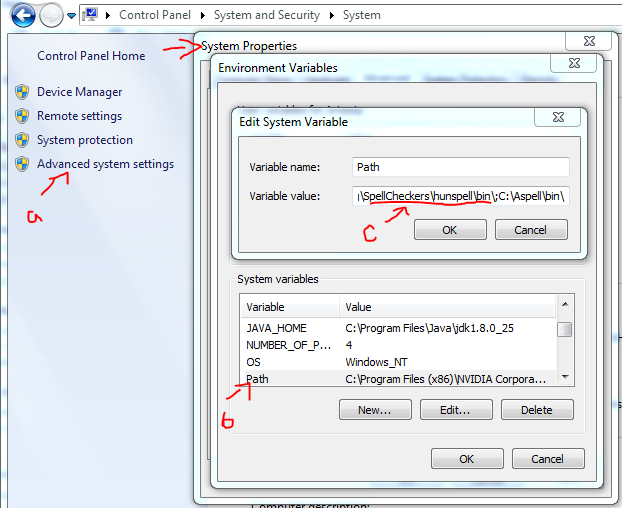 Control Panel ▸ System and Security ▸ System
Control Panel Home
Device Manager
Remote settings
System protection
Advanced system settings
a
System Properties
Environment Variables
Edit System Variable
Variable name: Path
Variable value: \SpellCheckers\hunspell\bin\;C:\Aspell\bin\
c
OK Cancel
System variables
Variable Value
JAVA_HOME C:\Program Files\Java\jdk1.8.0_25
NUMBER_OF_P... 4
OS Windows_NT
Path C:\Program Files (x86)\NVIDIA Corpora...
b
New... Edit... Delete
OK Cancel
Computer description: